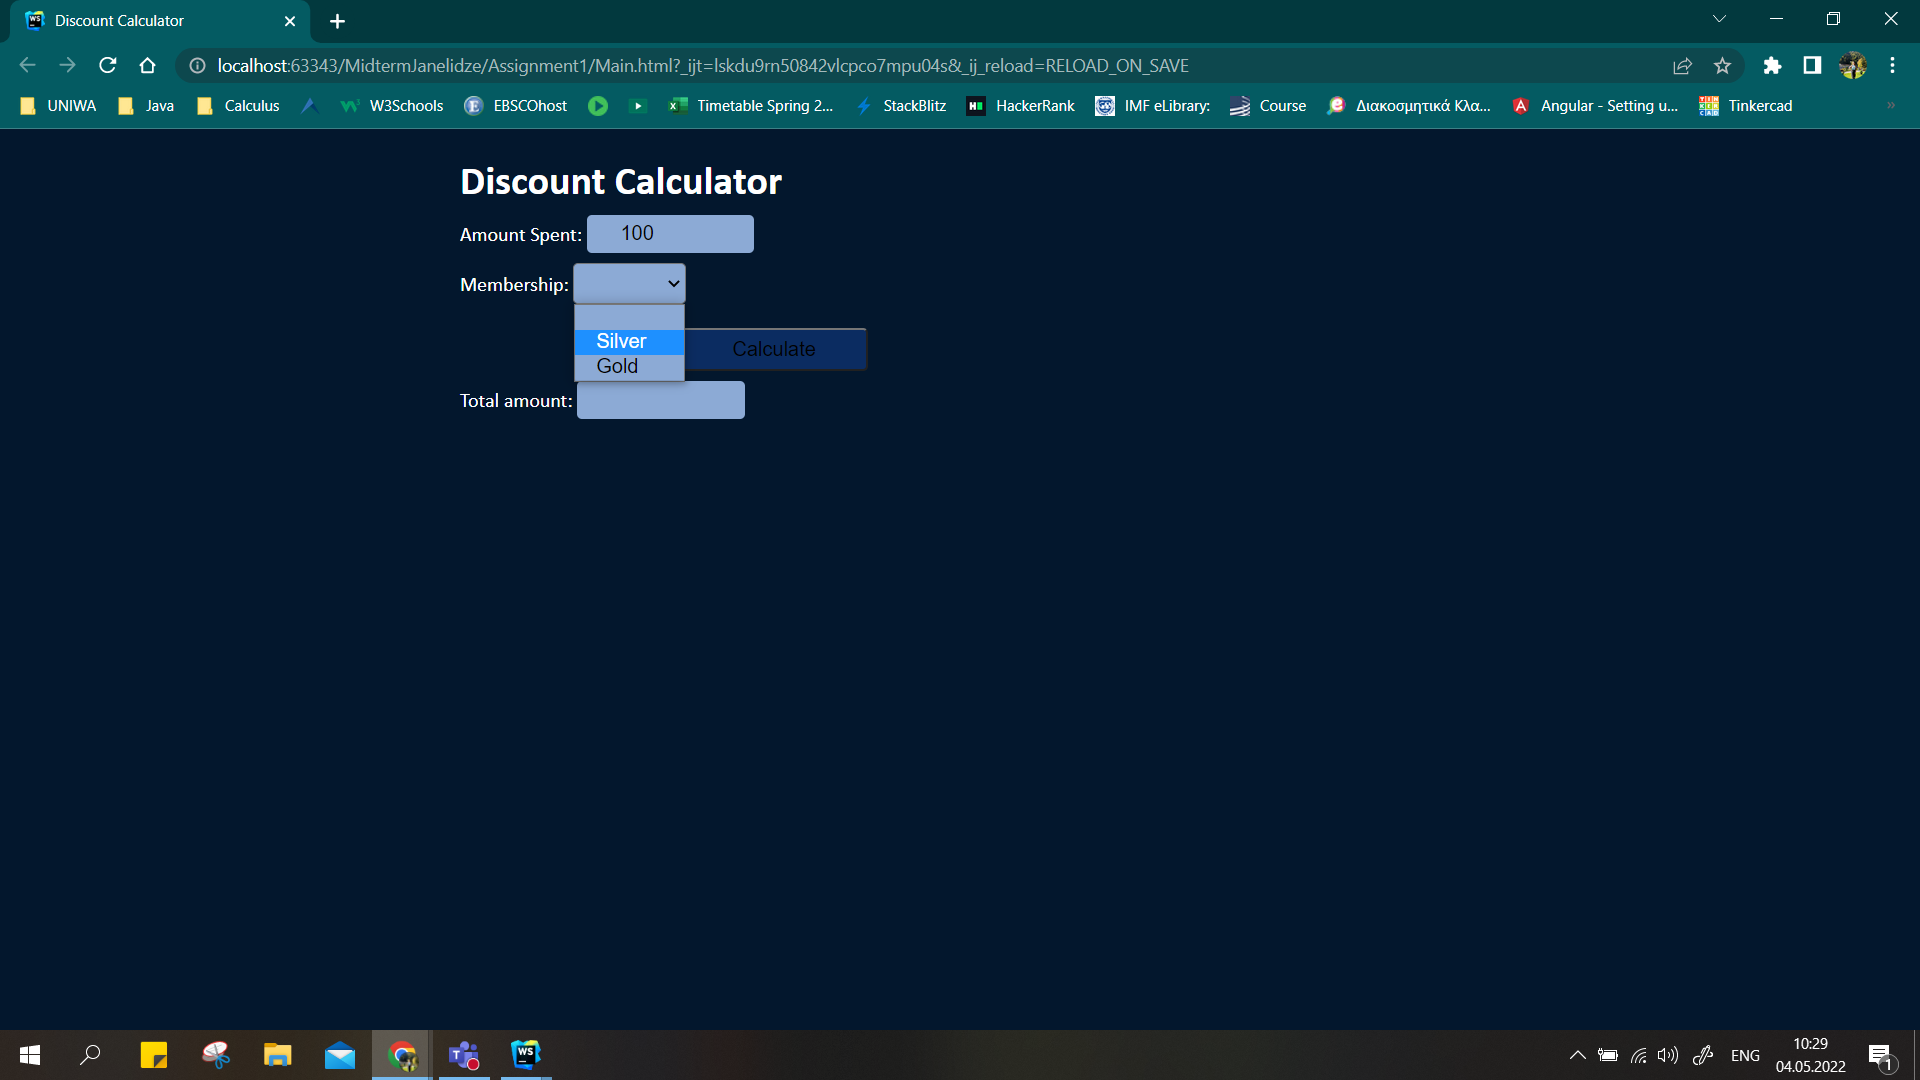 Discount Calculator
localhost:63343/MidtermJanelidze/Assignment1/Main.html?_ijt=lskdu9rn50842vlcpco7mpu04s&_ij_reload=RELOAD_ON_SAVE
UNIWA Java Calculus W3Schools EBSCOhost Timetable Spring 2... StackBlitz HackerRank IMF eLibrary: Course Διακοσμητικά Κλα... Angular - Setting u... Tinkercad
Discount Calculator
Amount Spent: 100
Membership:
Silver
Calculate
Gold
Total amount:
ENG
10:29
04.05.2022
1